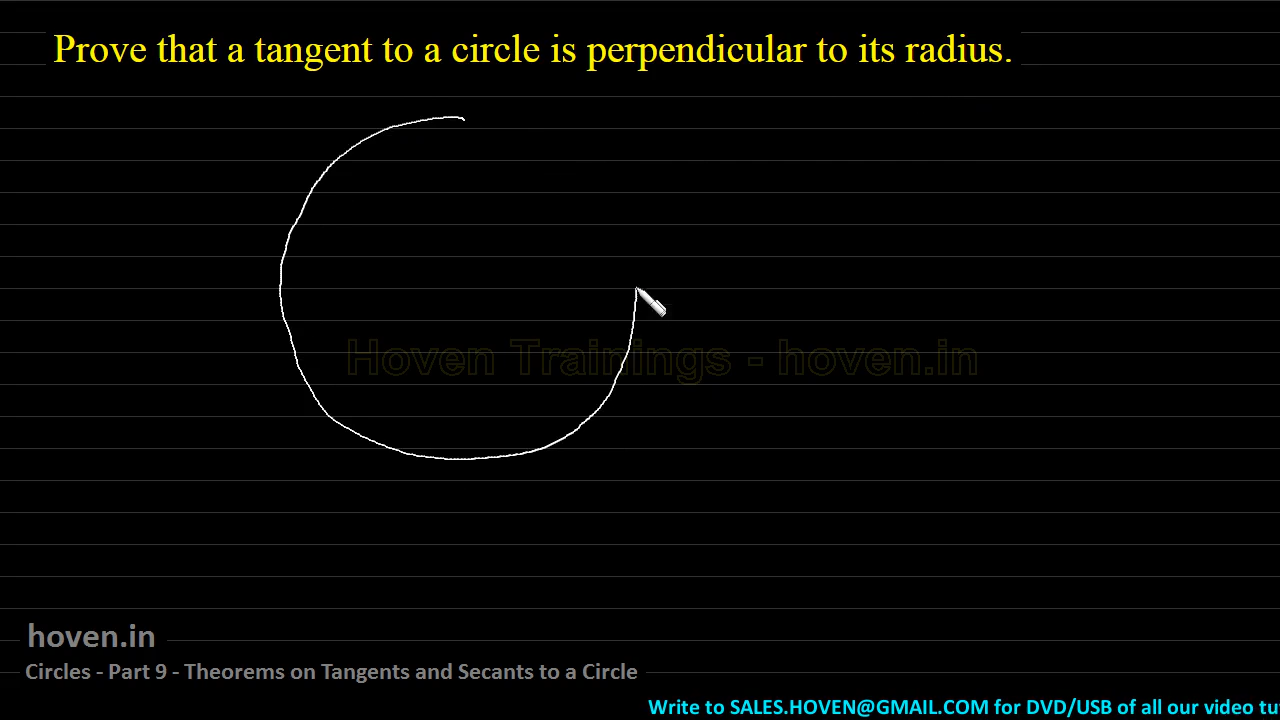 Prove that a tangent to a circle is perpendicular to its radius.
Hoven Trainings - hoven.in
hoven.in
Circles - Part 9 - Theorems on Tangents and Secants to a Circle
Write to SALES.HOVEN@GMAIL.COM for DVD/USB of all our video tu